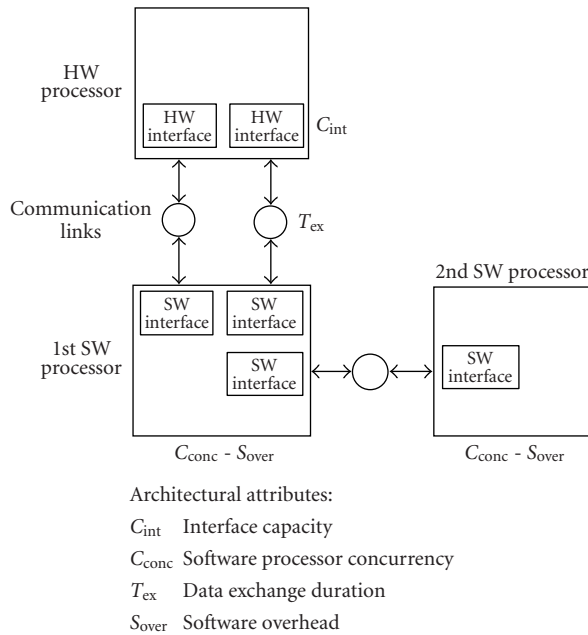 HW
processor
HW
interface
HW
interface
C_int
Communication
links
T_ex
2nd SW processor
1st SW
processor
SW
interface
SW
interface
SW
interface
SW
interface
C_conc - S_over
C_conc - S_over
Architectural attributes:
C_int Interface capacity
C_conc Software processor concurrency
T_ex Data exchange duration
S_over Software overhead